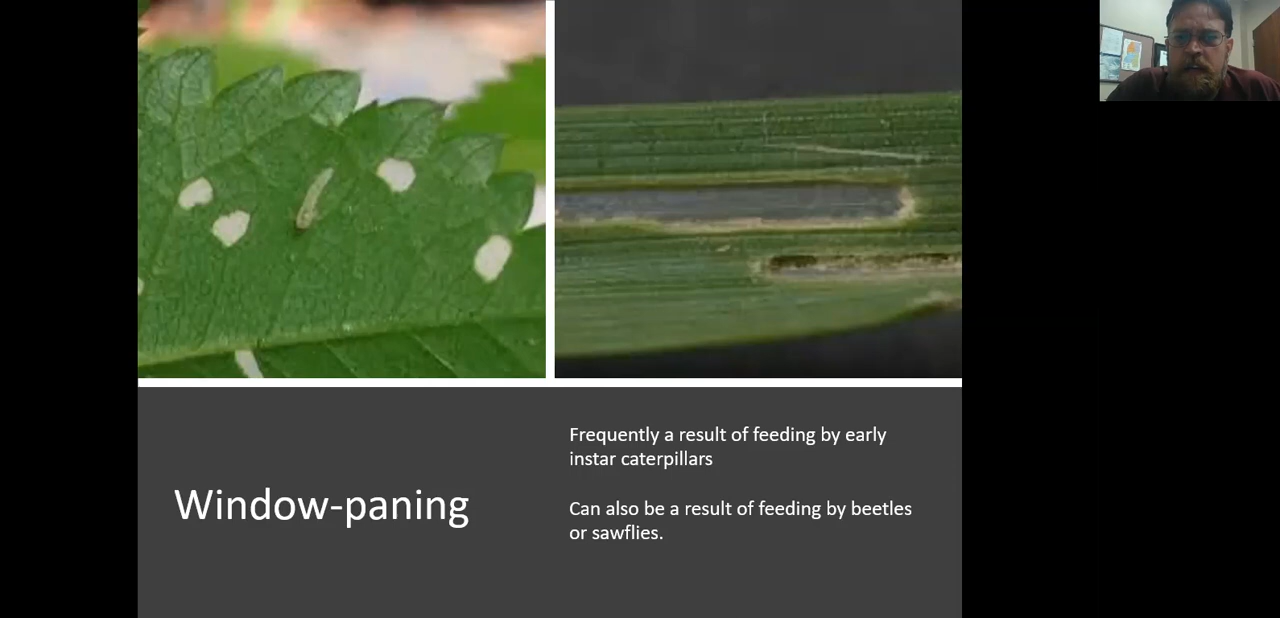 Window-paning
Frequently a result of feeding by early
instar caterpillars
Can also be a result of feeding by beetles
or sawflies.